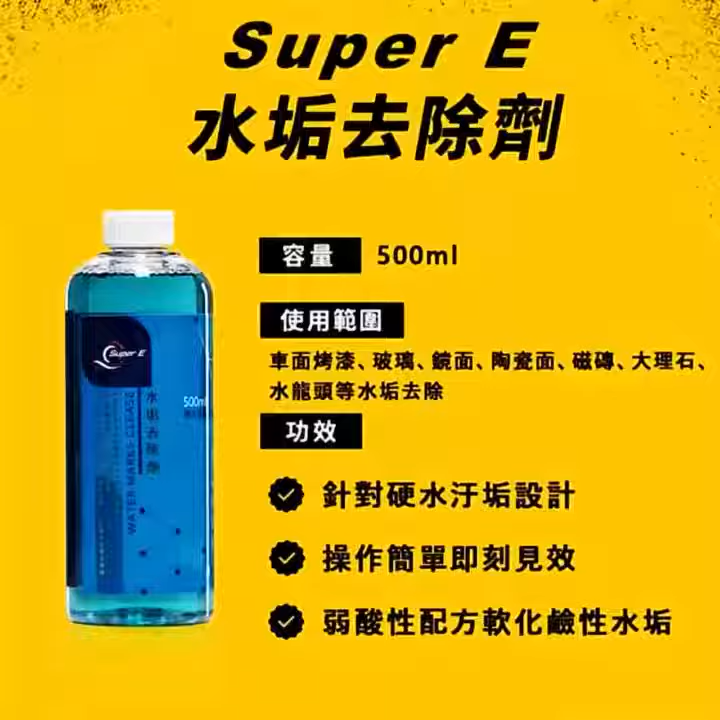 Super E
水垢去除劑
容量 500ml
使用範圍
車面烤漆、玻璃、鏡面、陶瓷面、磁磚、大理石、
水龍頭等水垢去除
功效
針對硬水汙垢設計
操作簡單即刻見效
弱酸性配方軟化鹼性水垢
Super E
500ml
水垢去除劑
WATER MARKS CLEASE